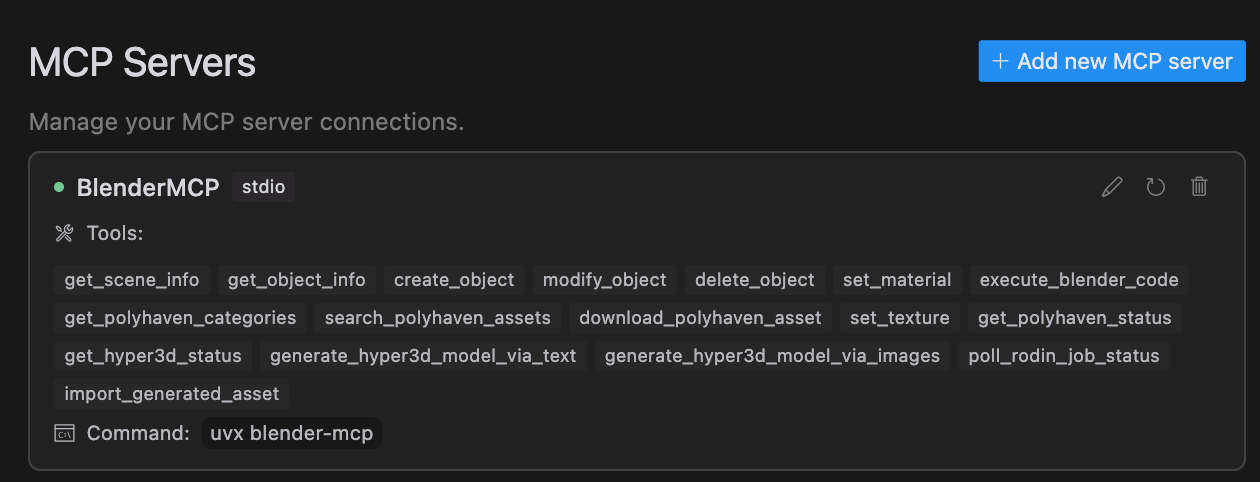 MCP Servers
+ Add new MCP server
Manage your MCP server connections.
BlenderMCP stdio
Tools:
get_scene_info get_object_info create_object modify_object delete_object set_material execute_blender_code
get_polyhaven_categories search_polyhaven_assets download_polyhaven_asset set_texture get_polyhaven_status
get_hyper3d_status generate_hyper3d_model_via_text generate_hyper3d_model_via_images poll_rodin_job_status
import_generated_asset
C:\ Command: uvx blender-mcp